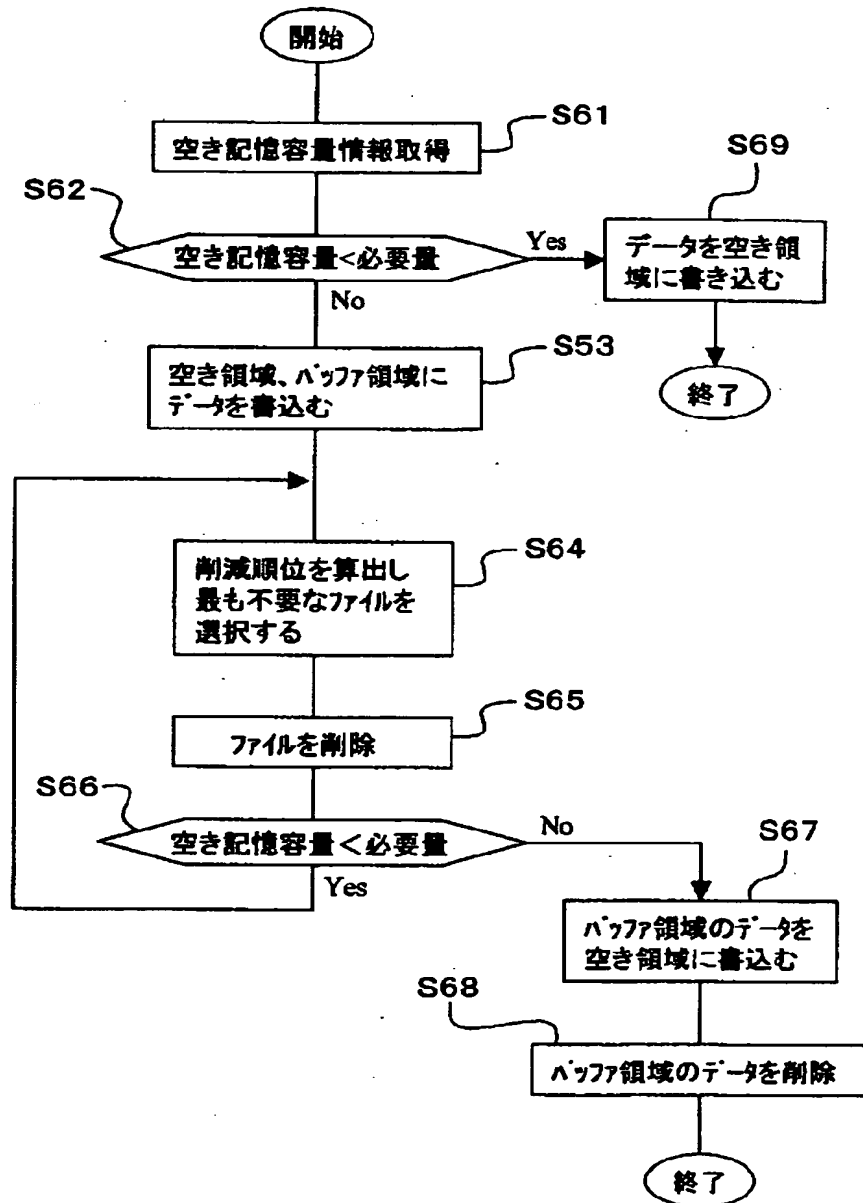 開始
S61
空き記憶容量情報取得
S69
S62
空き記憶容量<必要量
Yes
データを空き領
域に書き込む
No
S53
空き領域、バッファ領域に
データを書込む
終了
S64
削減順位を算出し
最も不要なファイルを
選択する
S65
ファイルを削除
S66
空き記憶容量<必要量
No
S67
Yes
バッファ領域のデータを
空き領域に書込む
S68
バッファ領域のデータを削除
終了